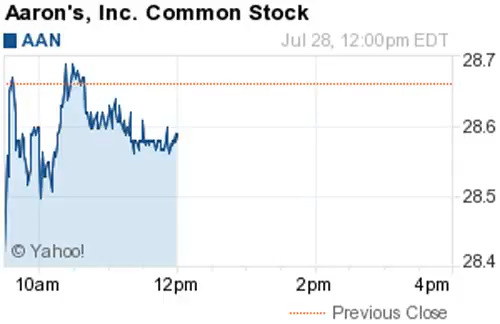 Aaron's, Inc. Common Stock
AAN Jul 28, 12:00pm EDT
28.7
28.6
28.5
28.4
© Yahoo!
10am 12pm 2pm 4pm
Previous Close